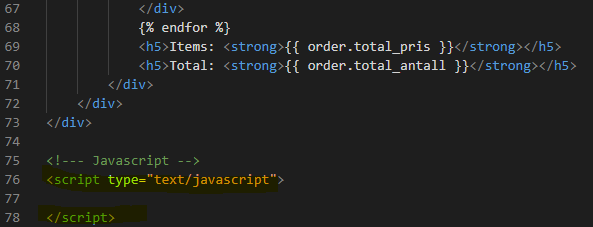 67 </div>
68 {% endfor %}
69 <h5>Items: <strong>{{ order.total_pris }}</strong></h5>
70 <h5>Total: <strong>{{ order.total_antall }}</strong></h5>
71 </div>
72 </div>
73 </div>
74
75 <!--- Javascript -->
76 <script type="text/javascript">
77
78 </script>